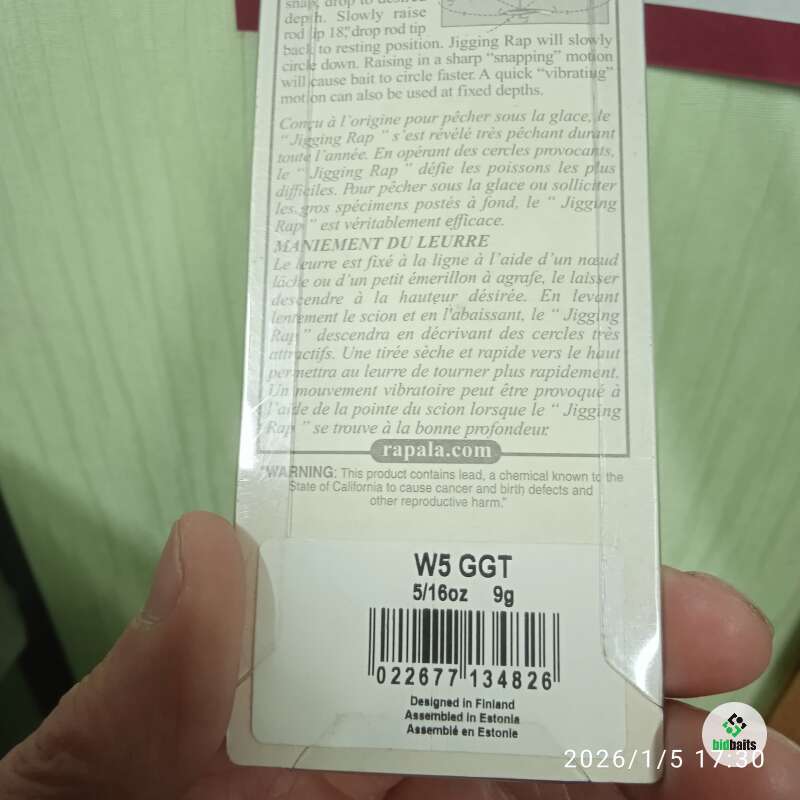 snap, drop to desired
depth. Slowly raise
rod tip 18," drop rod tip
back to resting position. Jigging Rap will slowly
circle down. Raising in a sharp “snapping” motion
will cause bait to circle faster. A quick “vibrating”
motion can also be used at fixed depths.
Conçu à l'origine pour pêcher sous la glace, le
“ Jigging Rap ” s'est révélé très pêchant durant
toute l'année. En opérant des cercles provocants,
le “ Jigging Rap ” défie les poissons les plus
difficiles. Pour pêcher sous la glace ou solliciter
les gros spécimens postés à fond, le “ Jigging
Rap ” est véritablement efficace.
MANIEMENT DU LEURRE
Le leurre est fixé à la ligne à l'aide d'un nœud
lâche ou d'un petit émerillon à agrafe, le laisser
descendre à la hauteur désirée. En levant
lentement le scion et en l'abaissant, le “ Jigging
Rap ” descendra en décrivant des cercles très
attractifs. Une tirée sèche et rapide vers le haut
permettra au leurre de tourner plus rapidement.
Un mouvement vibratoire peut être provoqué à
l'aide de la pointe du scion lorsque le “ Jigging
Rap ” se trouve à la bonne profondeur.
rapala.com
"WARNING: This product contains lead, a chemical known to the
State of California to cause cancer and birth defects and
other reproductive harm."
W5 GGT
5/16oz 9g
022677 134826
Designed in Finland
Assembled in Estonia
Assemblé en Estonie
bidbaits
2026/1/5 17:30